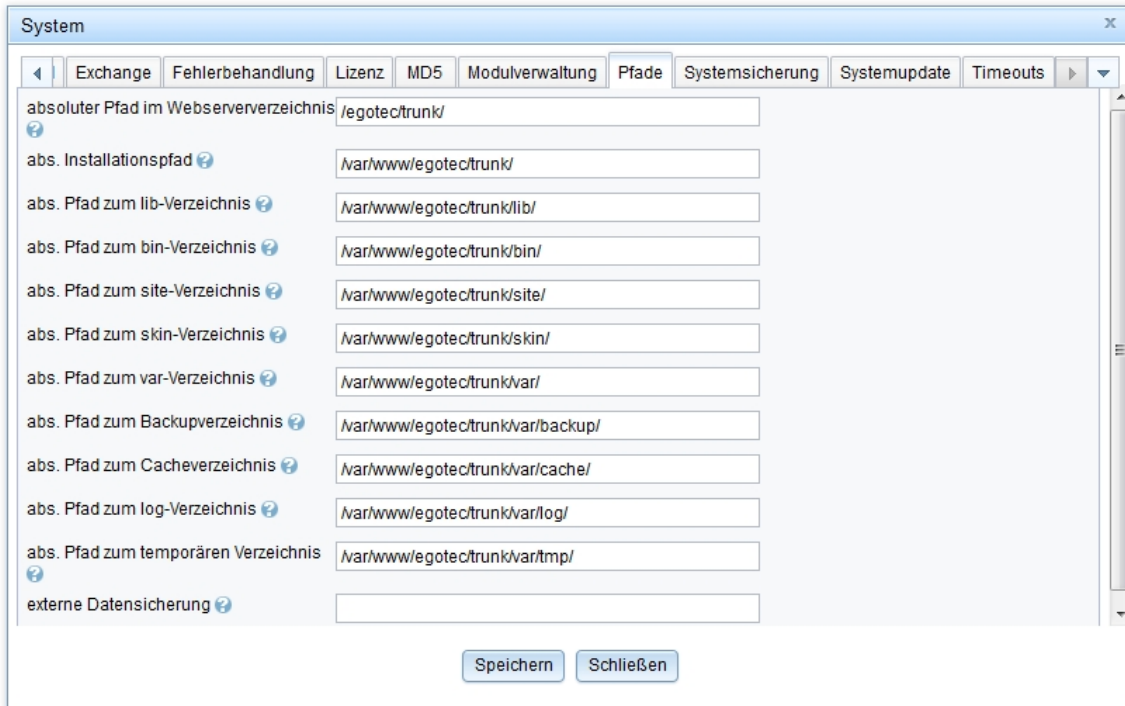 System x
Exchange Fehlerbehandlung Lizenz MD5 Modulverwaltung Pfade Systemsicherung Systemupdate Timeouts
absoluter Pfad im Webserververzeichnis /egotec/trunk/
abs. Installationspfad /var/www/egotec/trunk/
abs. Pfad zum lib-Verzeichnis /var/www/egotec/trunk/lib/
abs. Pfad zum bin-Verzeichnis /var/www/egotec/trunk/bin/
abs. Pfad zum site-Verzeichnis /var/www/egotec/trunk/site/
abs. Pfad zum skin-Verzeichnis /var/www/egotec/trunk/skin/
abs. Pfad zum var-Verzeichnis /var/www/egotec/trunk/var/
abs. Pfad zum Backupverzeichnis /var/www/egotec/trunk/var/backup/
abs. Pfad zum Cacheverzeichnis /var/www/egotec/trunk/var/cache/
abs. Pfad zum log-Verzeichnis /var/www/egotec/trunk/var/log/
abs. Pfad zum temporären Verzeichnis /var/www/egotec/trunk/var/tmp/
externe Datensicherung
Speichern Schließen